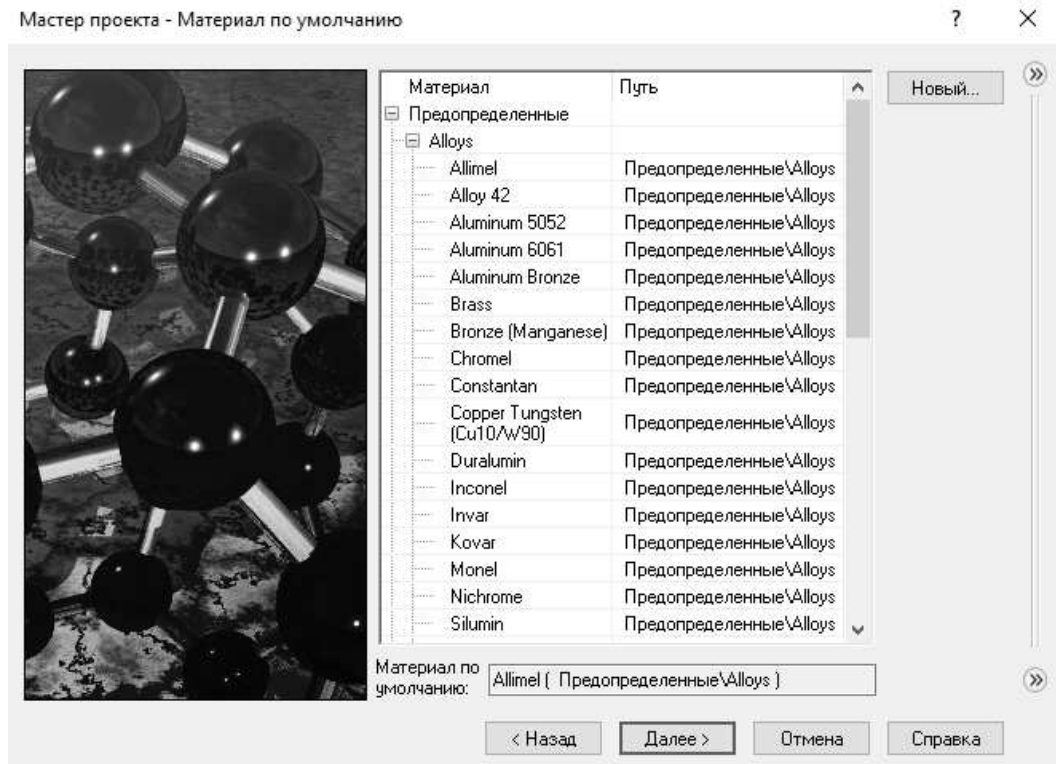 Мастер проекта - Материал по умолчанию ? ×
Материал Путь Новый...
Предопределенные
Alloys
Allimel Предопределенные\Alloys
Alloy 42 Предопределенные\Alloys
Aluminum 5052 Предопределенные\Alloys
Aluminum 6061 Предопределенные\Alloys
Aluminum Bronze Предопределенные\Alloys
Brass Предопределенные\Alloys
Bronze (Manganese) Предопределенные\Alloys
Chromel Предопределенные\Alloys
Constantan Предопределенные\Alloys
Copper Tungsten
(Cu10/W90) Предопределенные\Alloys
Duralumin Предопределенные\Alloys
Inconel Предопределенные\Alloys
Invar Предопределенные\Alloys
Kovar Предопределенные\Alloys
Monel Предопределенные\Alloys
Nichrome Предопределенные\Alloys
Silumin Предопределенные\Alloys
Материал по
умолчанию: Allimel ( Предопределенные\Alloys )
< Назад Далее > Отмена Справка